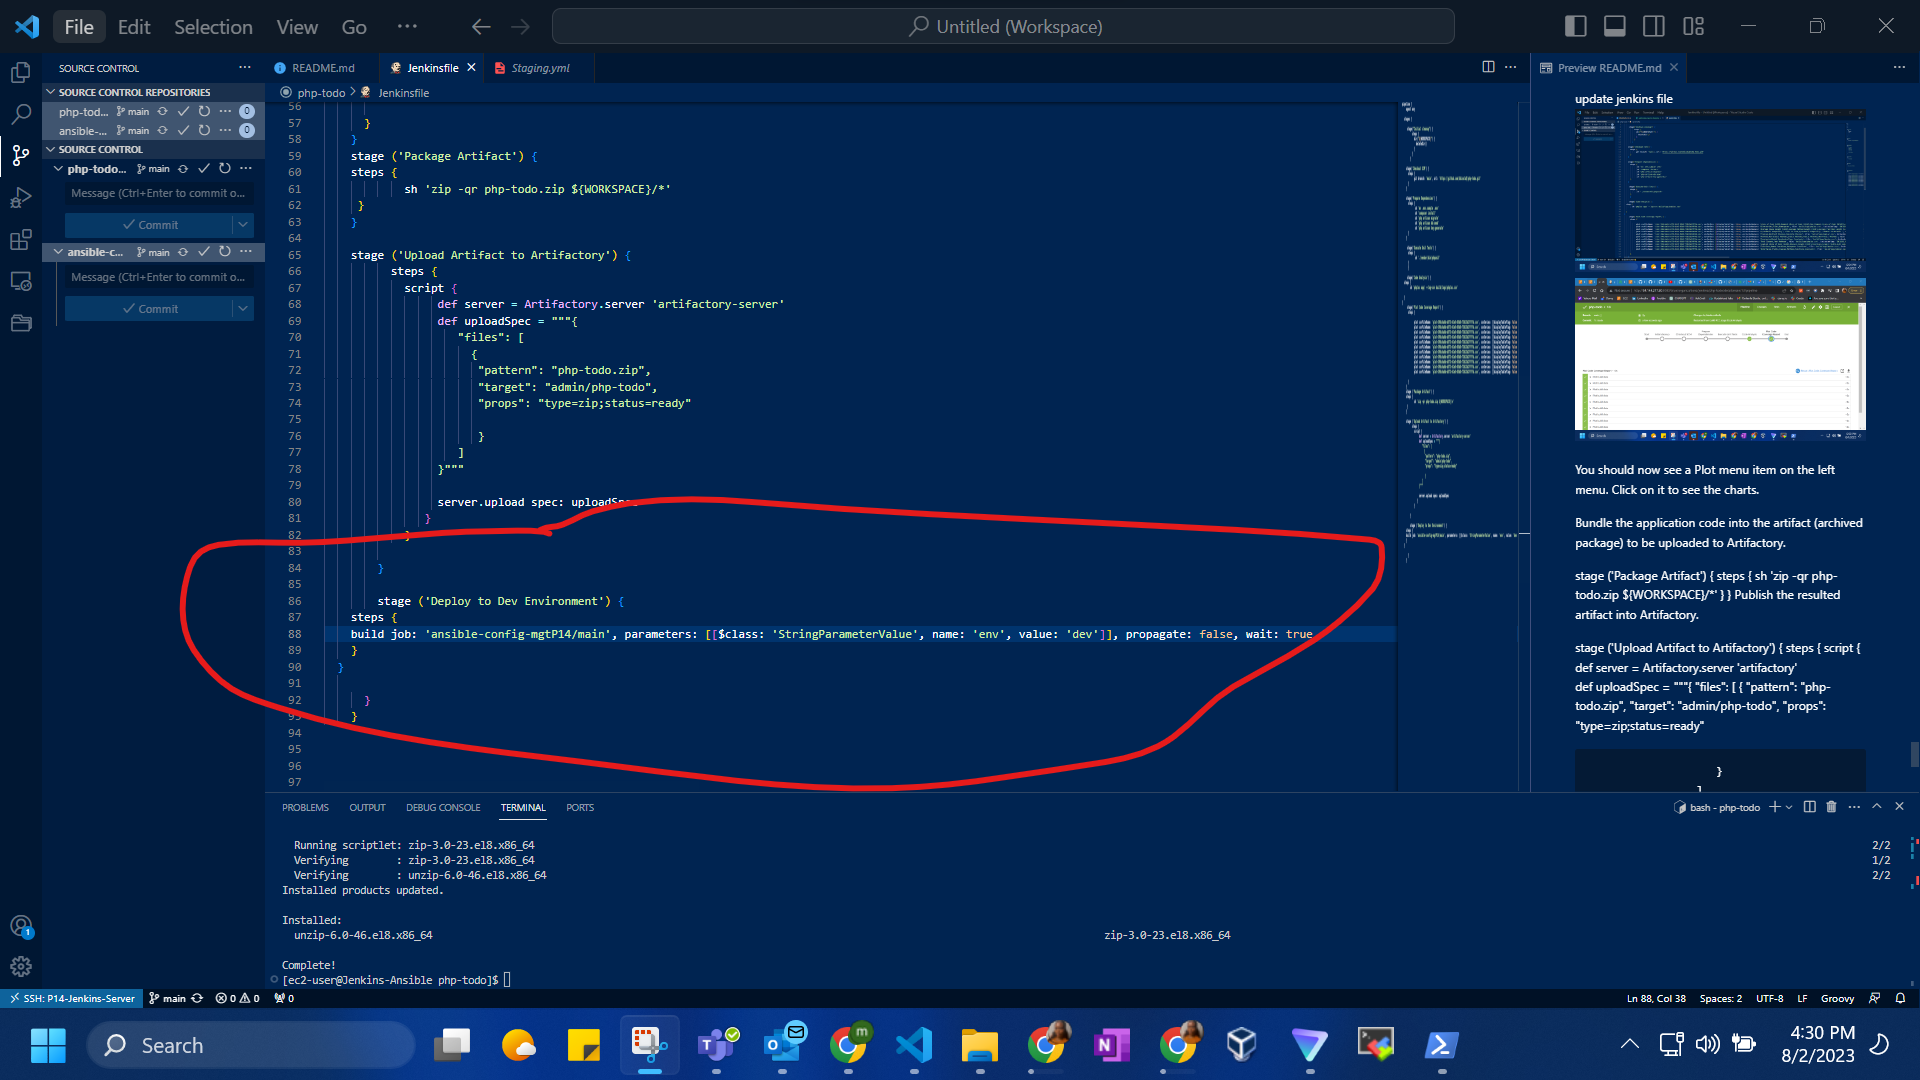 File Edit Selection View Go ··· Untitled (Workspace)
SOURCE CONTROL
SOURCE CONTROL REPOSITORIES
php-tod... main 0
ansible-... main 0
SOURCE CONTROL
php-todo... main
Message (Ctrl+Enter to commit o...
Commit
ansible-c... main
Message (Ctrl+Enter to commit o...
Commit
README.md Jenkinsfile Staging.yml
php-todo > Jenkinsfile
56
57 }
58 }
59 stage ('Package Artifact') {
60 steps {
61 sh 'zip -qr php-todo.zip ${WORKSPACE}/*'
62 }
63 }
64
65 stage ('Upload Artifact to Artifactory') {
66 steps {
67 script {
68 def server = Artifactory.server 'artifactory-server'
69 def uploadSpec = """{
70 "files": [
71 {
72 "pattern": "php-todo.zip",
73 "target": "admin/php-todo",
74 "props": "type=zip;status=ready"
75
76 }
77 ]
78 }"""
79
80 server.upload spec: uploadSpec
81 }
82 }
83
84 }
85
86 stage ('Deploy to Dev Environment') {
87 steps {
88 build job: 'ansible-config-mgtP14/main', parameters: [[$class: 'StringParameterValue', name: 'env', value: 'dev']], propagate: false, wait: true
89 }
90 }
91
92 }
93 }
94
95
96
97
Preview README.md
update jenkins file
You should now see a Plot menu item on the left
menu. Click on it to see the charts.
Bundle the application code into the artifact (archived
package) to be uploaded to Artifactory.
stage ('Package Artifact') { steps { sh 'zip -qr php-
todo.zip ${WORKSPACE}/*' } } Publish the resulted
artifact into Artifactory.
stage ('Upload Artifact to Artifactory') { steps { script {
def server = Artifactory.server 'artifactory'
def uploadSpec = """{ "files": [ { "pattern": "php-
todo.zip", "target": "admin/php-todo", "props":
"type=zip;status=ready"
}
]
PROBLEMS OUTPUT DEBUG CONSOLE TERMINAL PORTS
bash - php-todo
Running scriptlet: zip-3.0-23.el8.x86_64 2/2
Verifying : zip-3.0-23.el8.x86_64 1/2
Verifying : unzip-6.0-46.el8.x86_64 2/2
Installed products updated.
Installed:
unzip-6.0-46.el8.x86_64 zip-3.0-23.el8.x86_64
Complete!
[ec2-user@Jenkins-Ansible php-todo]$
SSH: P14-Jenkins-Server main 0 0 0
Ln 88, Col 38 Spaces: 2 UTF-8 LF Groovy
Search
4:30 PM
8/2/2023